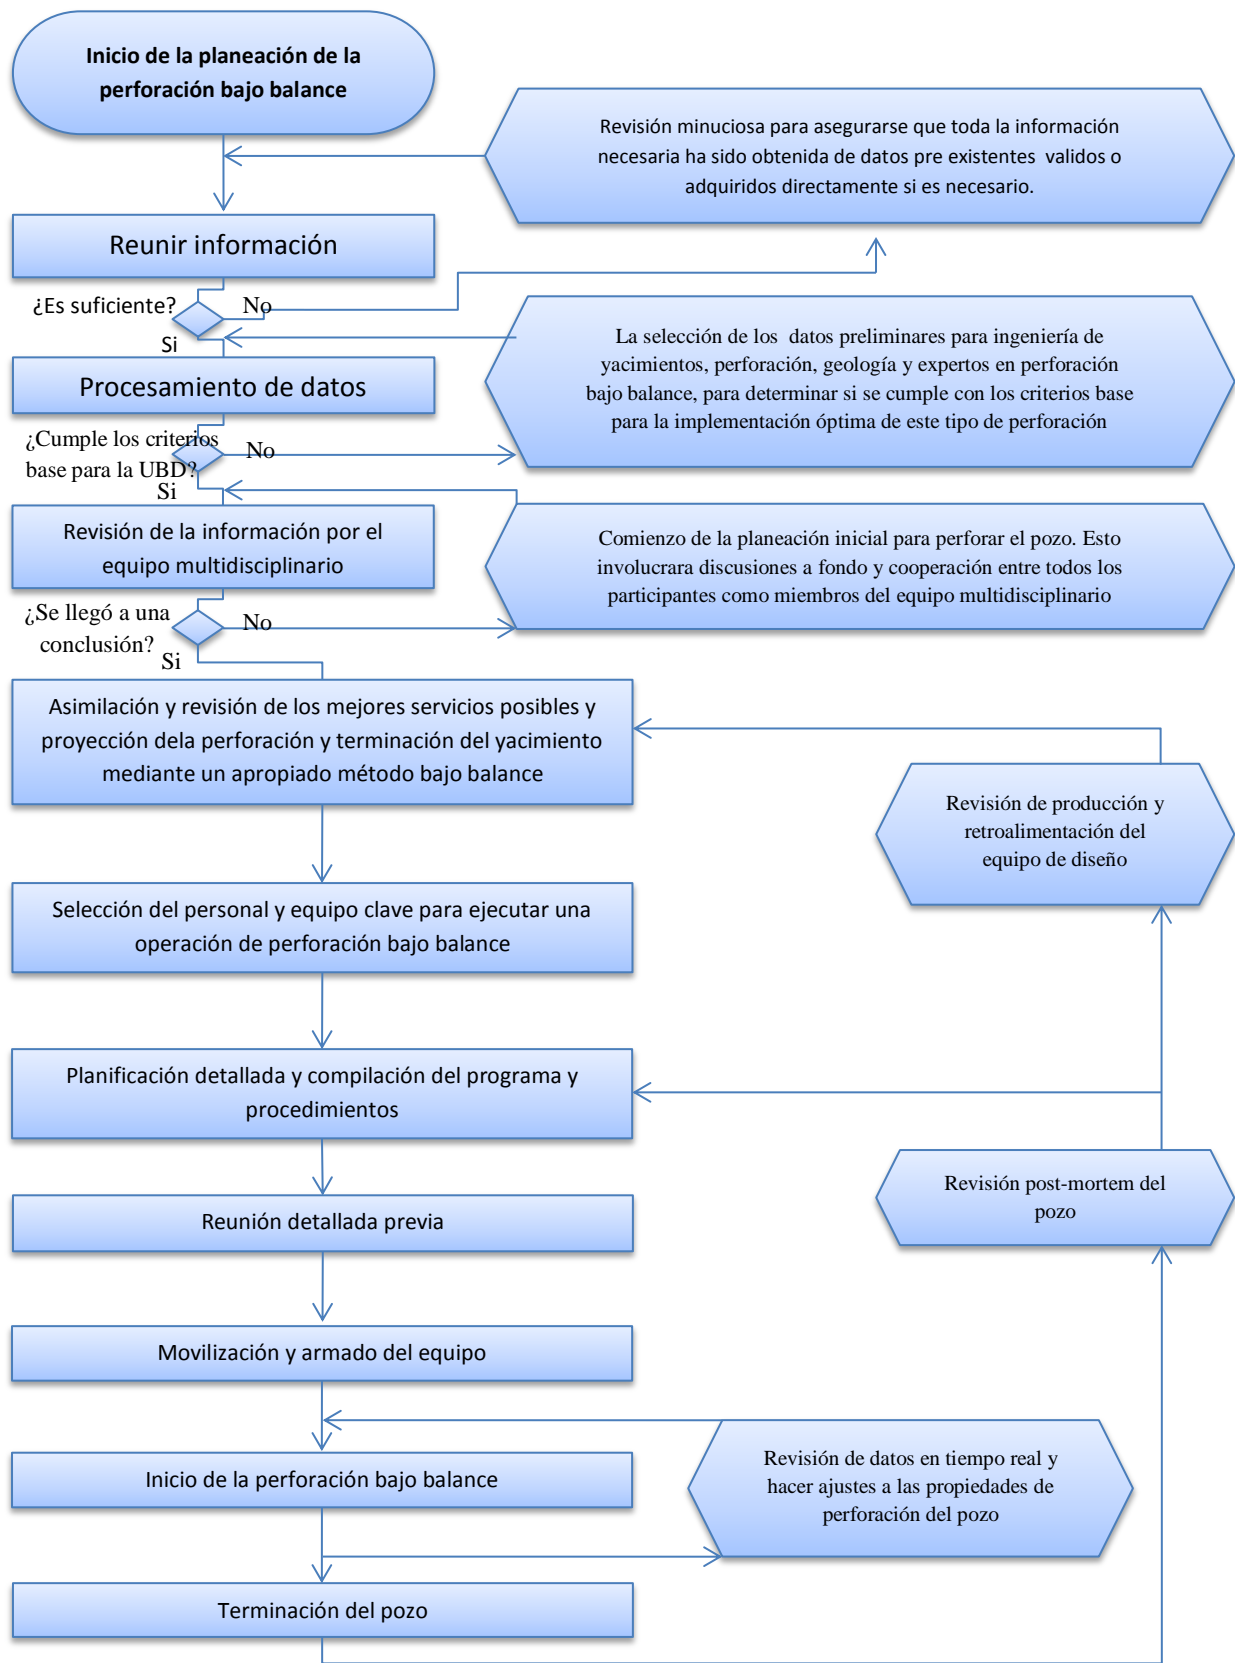 Inicio de la planeación de la
perforación bajo balance
Revisión minuciosa para asegurarse que toda la información
necesaria ha sido obtenida de datos pre existentes  validos o
adquiridos directamente si es necesario.
Reunir información
¿Es suficiente?
No
Si
La selección de los  datos preliminares para ingeniería de
yacimientos, perforación, geología y expertos en perforación
bajo balance, para determinar si se cumple con los criterios base
para la implementación óptima de este tipo de perforación
Procesamiento de datos
¿Cumple los criterios
base para la UBD?
No
Si
Revisión de la información por el
equipo multidisciplinario
Comienzo de la planeación inicial para perforar el pozo. Esto
involucrara discusiones a fondo y cooperación entre todos los
participantes como miembros del equipo multidisciplinario
¿Se llegó a una
conclusión?
No
Si
Asimilación y revisión de los mejores servicios posibles y
proyección dela perforación y terminación del yacimiento
mediante un apropiado método bajo balance
Revisión de producción y
retroalimentación del
equipo de diseño
Selección del personal y equipo clave para ejecutar una
operación de perforación bajo balance
Planificación detallada y compilación del programa y
procedimientos
Revisión post-mortem del
pozo
Reunión detallada previa
Movilización y armado del equipo
Inicio de la perforación bajo balance
Revisión de datos en tiempo real y
hacer ajustes a las propiedades de
perforación del pozo
Terminación del pozo